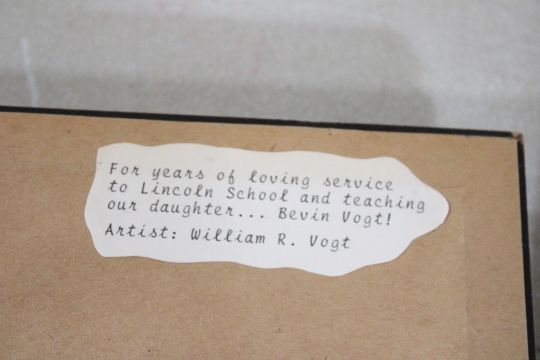 For years of loving service
to Lincoln School and teaching
our daughter... Bevin Vogt!
Artist: William R. Vogt